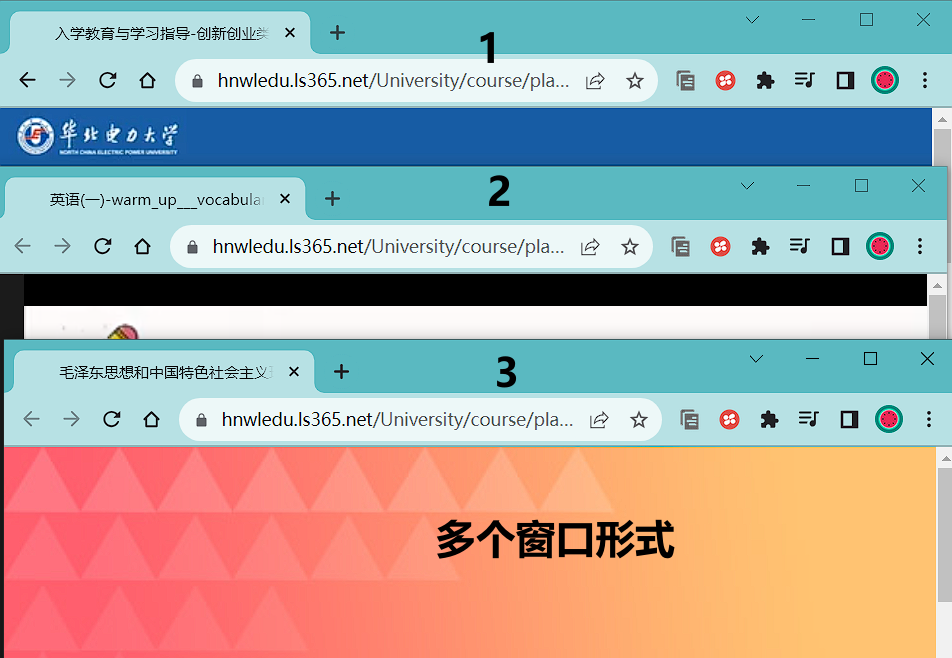 入学教育与学习指导-创新创业类
1
hnwledu.ls365.net/University/course/pla...
华北电力大学
NORTH CHINA ELECTRIC POWER UNIVERSITY
英语(一)-warm_up___vocabular
2
hnwledu.ls365.net/University/course/pla...
毛泽东思想和中国特色社会主义
3
hnwledu.ls365.net/University/course/pla...
多个窗口形式